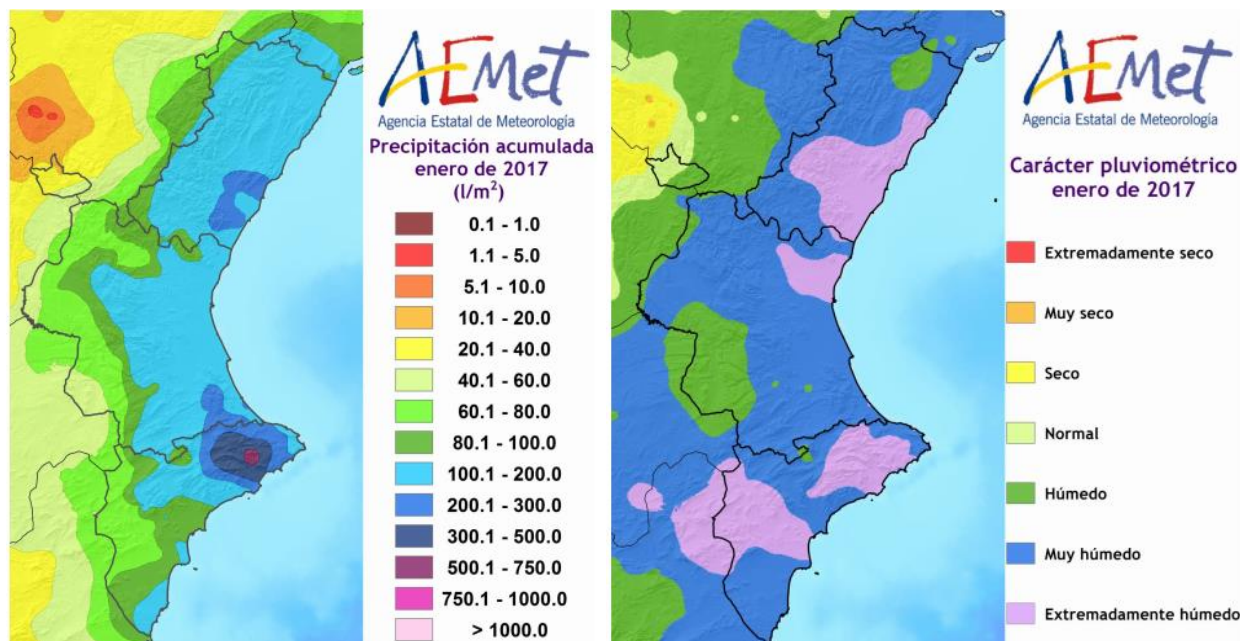 AEMet
Agencia Estatal de Meteorología
Precipitación acumulada
enero de 2017
(l/m²)
0.1 - 1.0
1.1 - 5.0
5.1 - 10.0
10.1 - 20.0
20.1 - 40.0
40.1 - 60.0
60.1 - 80.0
80.1 - 100.0
100.1 - 200.0
200.1 - 300.0
300.1 - 500.0
500.1 - 750.0
750.1 - 1000.0
> 1000.0
AEMet
Agencia Estatal de Meteorología
Carácter pluviométrico
enero de 2017
Extremadamente seco
Muy seco
Seco
Normal
Húmedo
Muy húmedo
Extremadamente húmedo